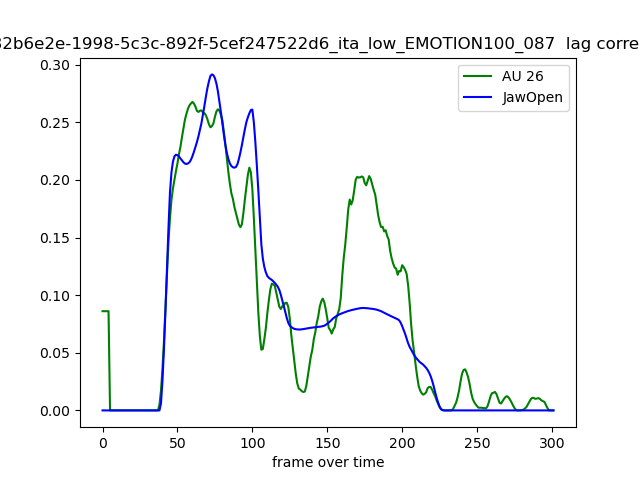 32b6e2e-1998-5c3c-892f-5cef247522d6_ita_low_EMOTION100_087 lag corre
AU 26
JawOpen
0.30
0.25
0.20
0.15
0.10
0.05
0.00
0 50 100 150 200 250 300
frame over time